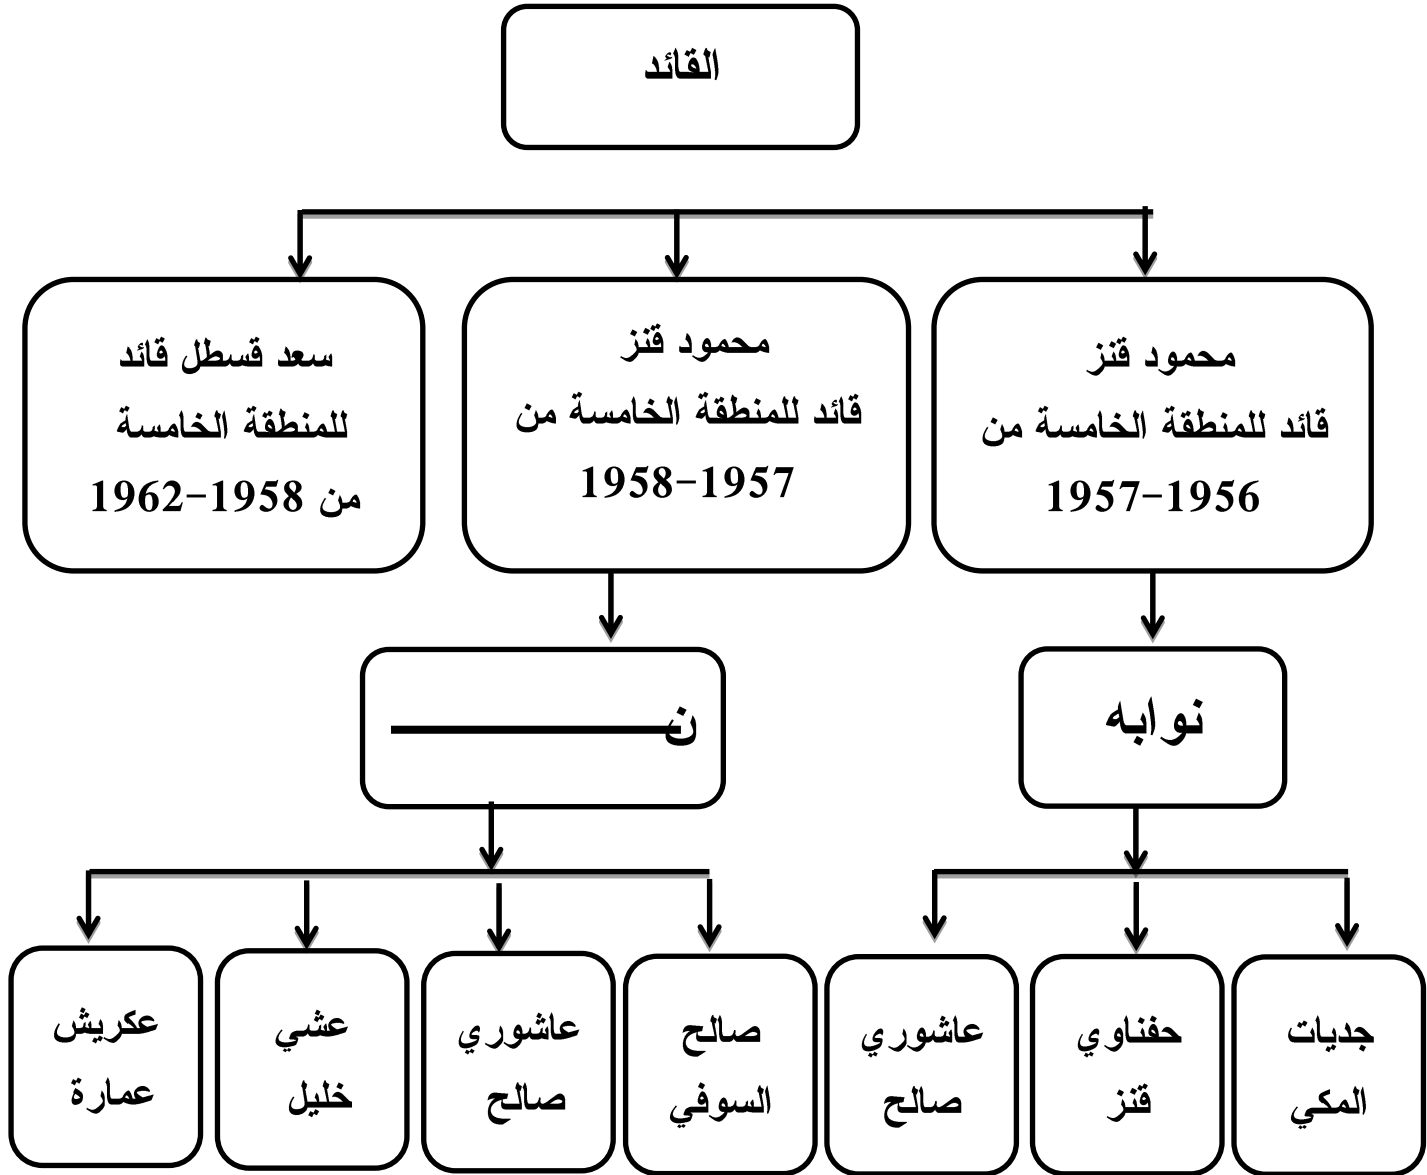 القائد
محمود قنز
قائد للمنطقة الخامسة من
1956-1957
محمود قنز
قائد للمنطقة الخامسة من
1957-1958
سعد قسطل قائد
للمنطقة الخامسة
من 1958-1962
نوابه
ن
جديات
المكي
حفناوي
قنز
عاشوري
صالح
صالح
السوفي
عاشوري
صالح
عشي
خليل
عكريش
عمارة